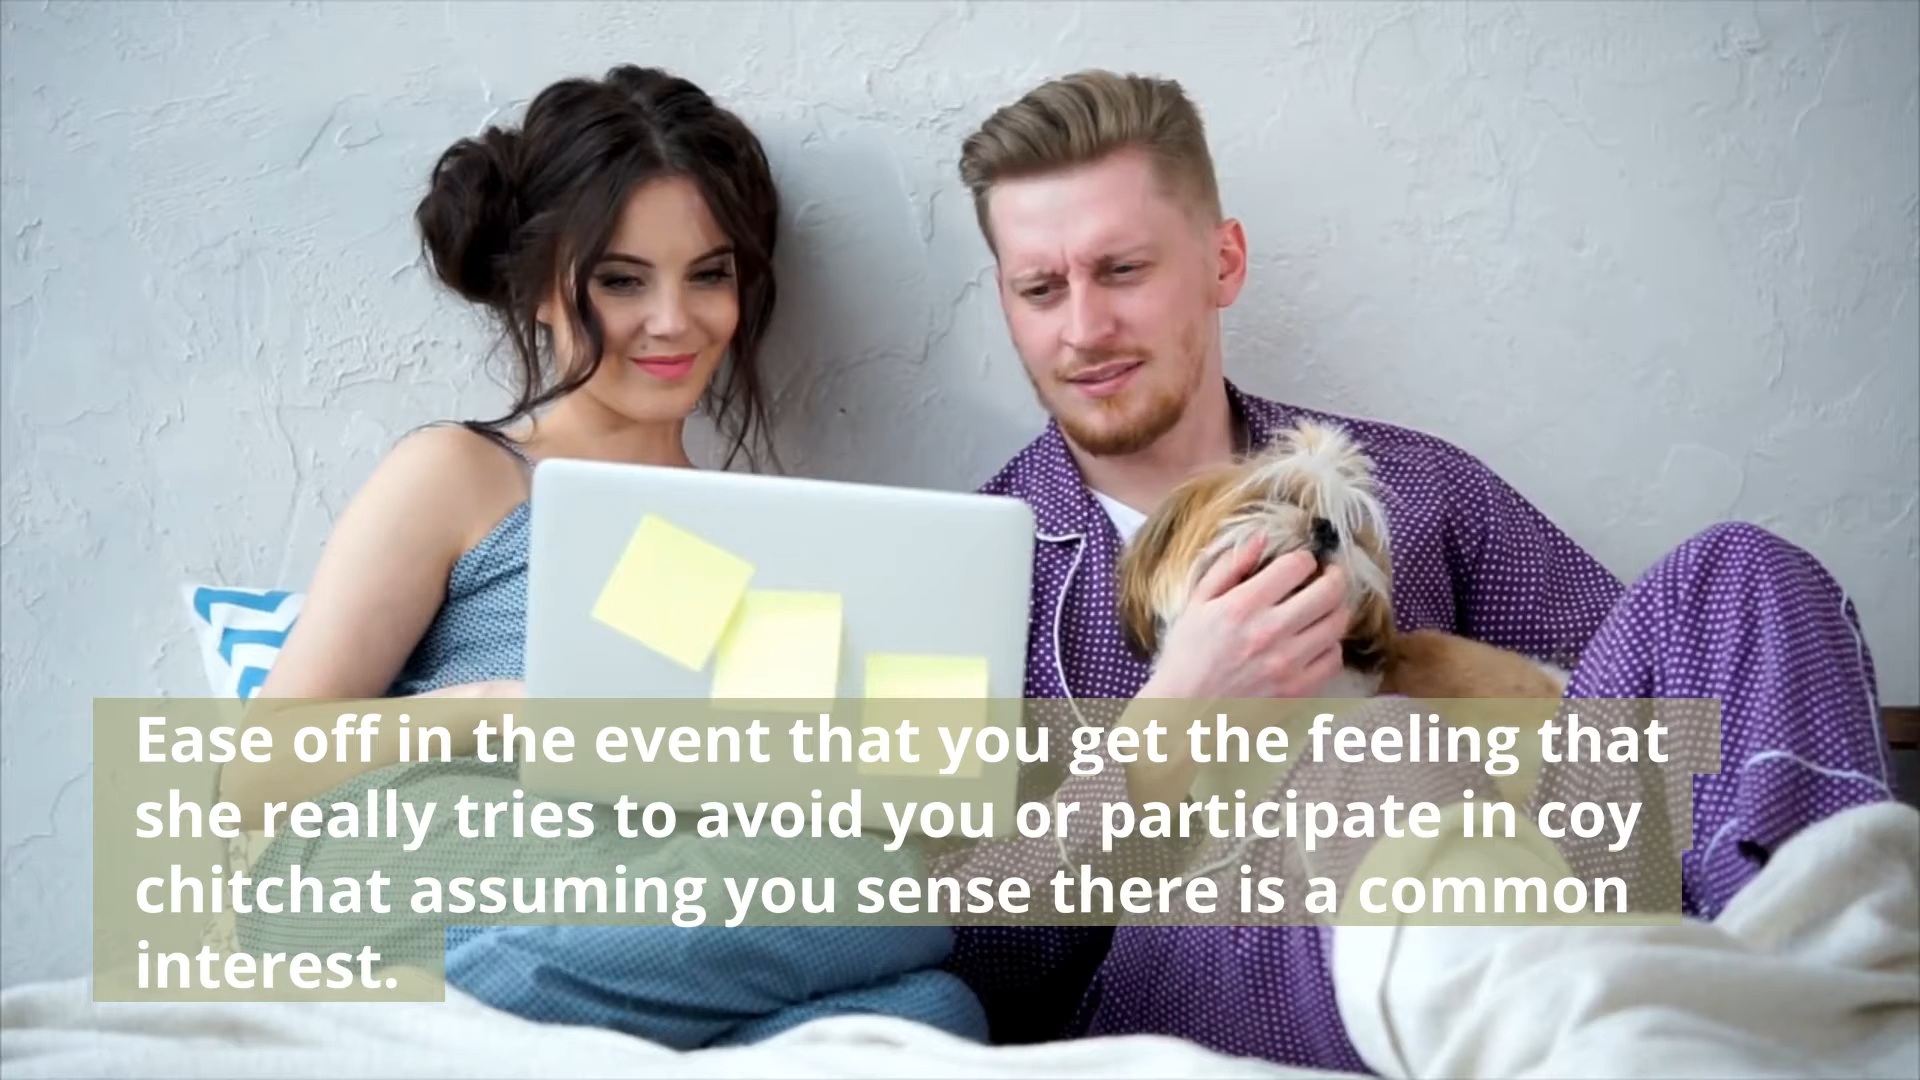 Ease off in the event that you get the feeling that
she really tries to avoid you or participate in coy
chitchat assuming you sense there is a common
interest.